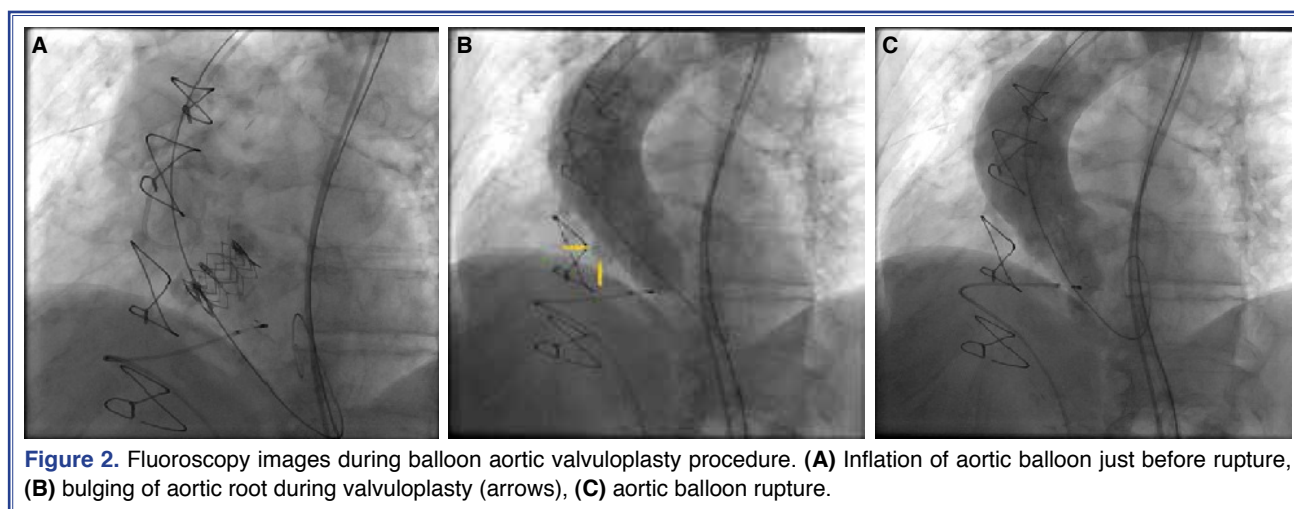 A
B
C
Figure 2. Fluoroscopy images during balloon aortic valvuloplasty procedure. (A) Inflation of aortic balloon just before rupture,
(B) bulging of aortic root during valvuloplasty (arrows), (C) aortic balloon rupture.